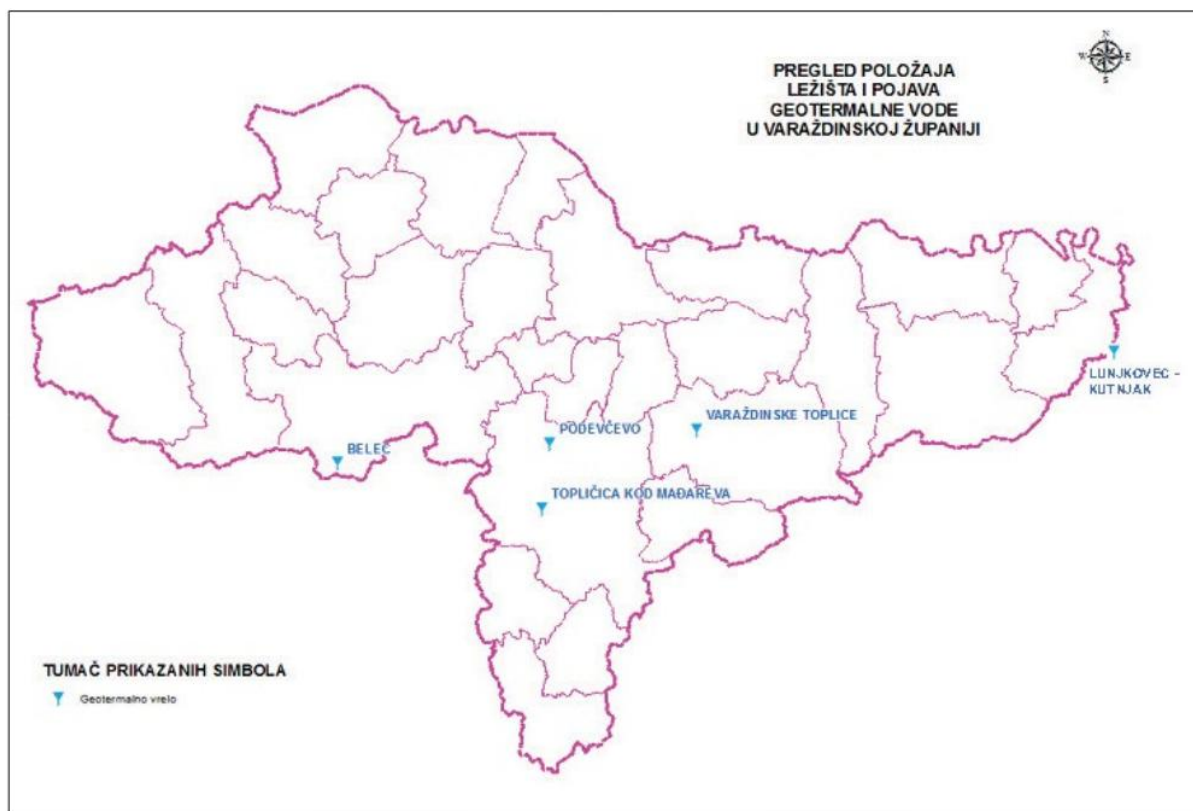 PREGLED POLOŽAJA
LEŽIŠTA I POJAVA
GEOTERMALNE VODE
U VARAŽDINSKOJ ŽUPANIJI
N
W E
S
LUNJKOVEC -
KUTNJAK
VARAŽDINSKE TOPLICE
PODEVČEVO
BELEČ
TOPLIČICA KOD MAĐAREVA
TUMAČ PRIKAZANIH SIMBOLA
Geotermalno vrelo